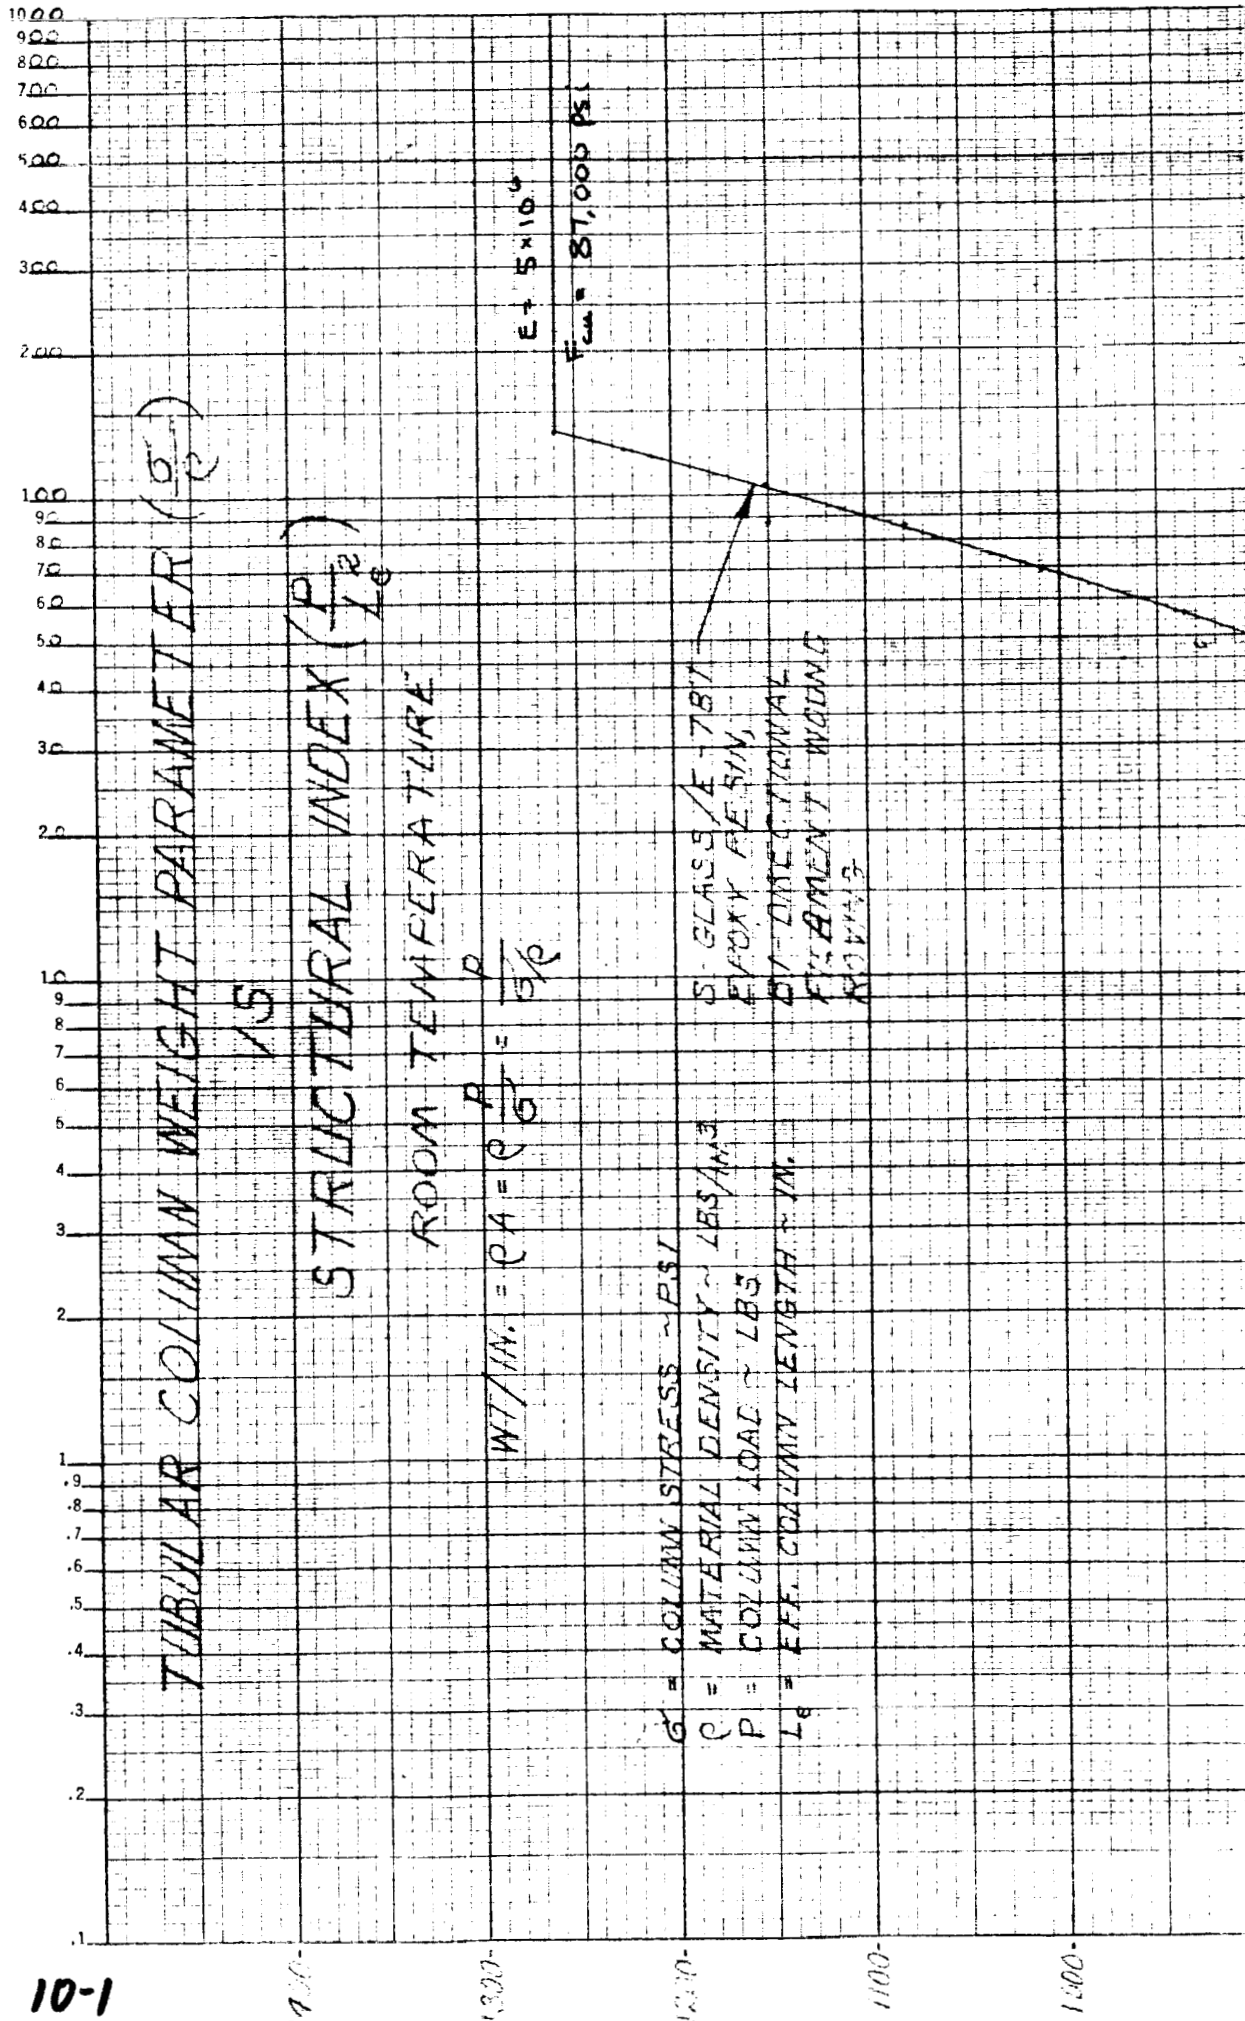 TUBULAR COLUMN WEIGHT PARAMETER (σ/ρ)
VS
STRUCTURAL INDEX (P/Le²)
ROOM TEMPERATURE
WT/IN. = ρA = ρ P/σ = P/σ/ρ
E = 5×10⁶
Fcu = 87,000 PSI
σ = COLUMN STRESS ~ PSI
ρ = MATERIAL DENSITY ~ LBS/IN3
P = COLUMN LOAD ~ LBS
Le = EFF. COLUMN LENGTH ~ IN.
S-GLASS/E-787
EPOXY RESIN,
BI-DIRECTIONAL
FILAMENT WOUND
ROVING
1000
900
800
700
600
500
400
300
200
100
90
80
70
60
50
40
30
20
10
9
8
7
6
5
4
3
2
1
.9
.8
.7
.6
.5
.4
.3
.2
.1
1300-
1200-
1100-
1000-
10-1